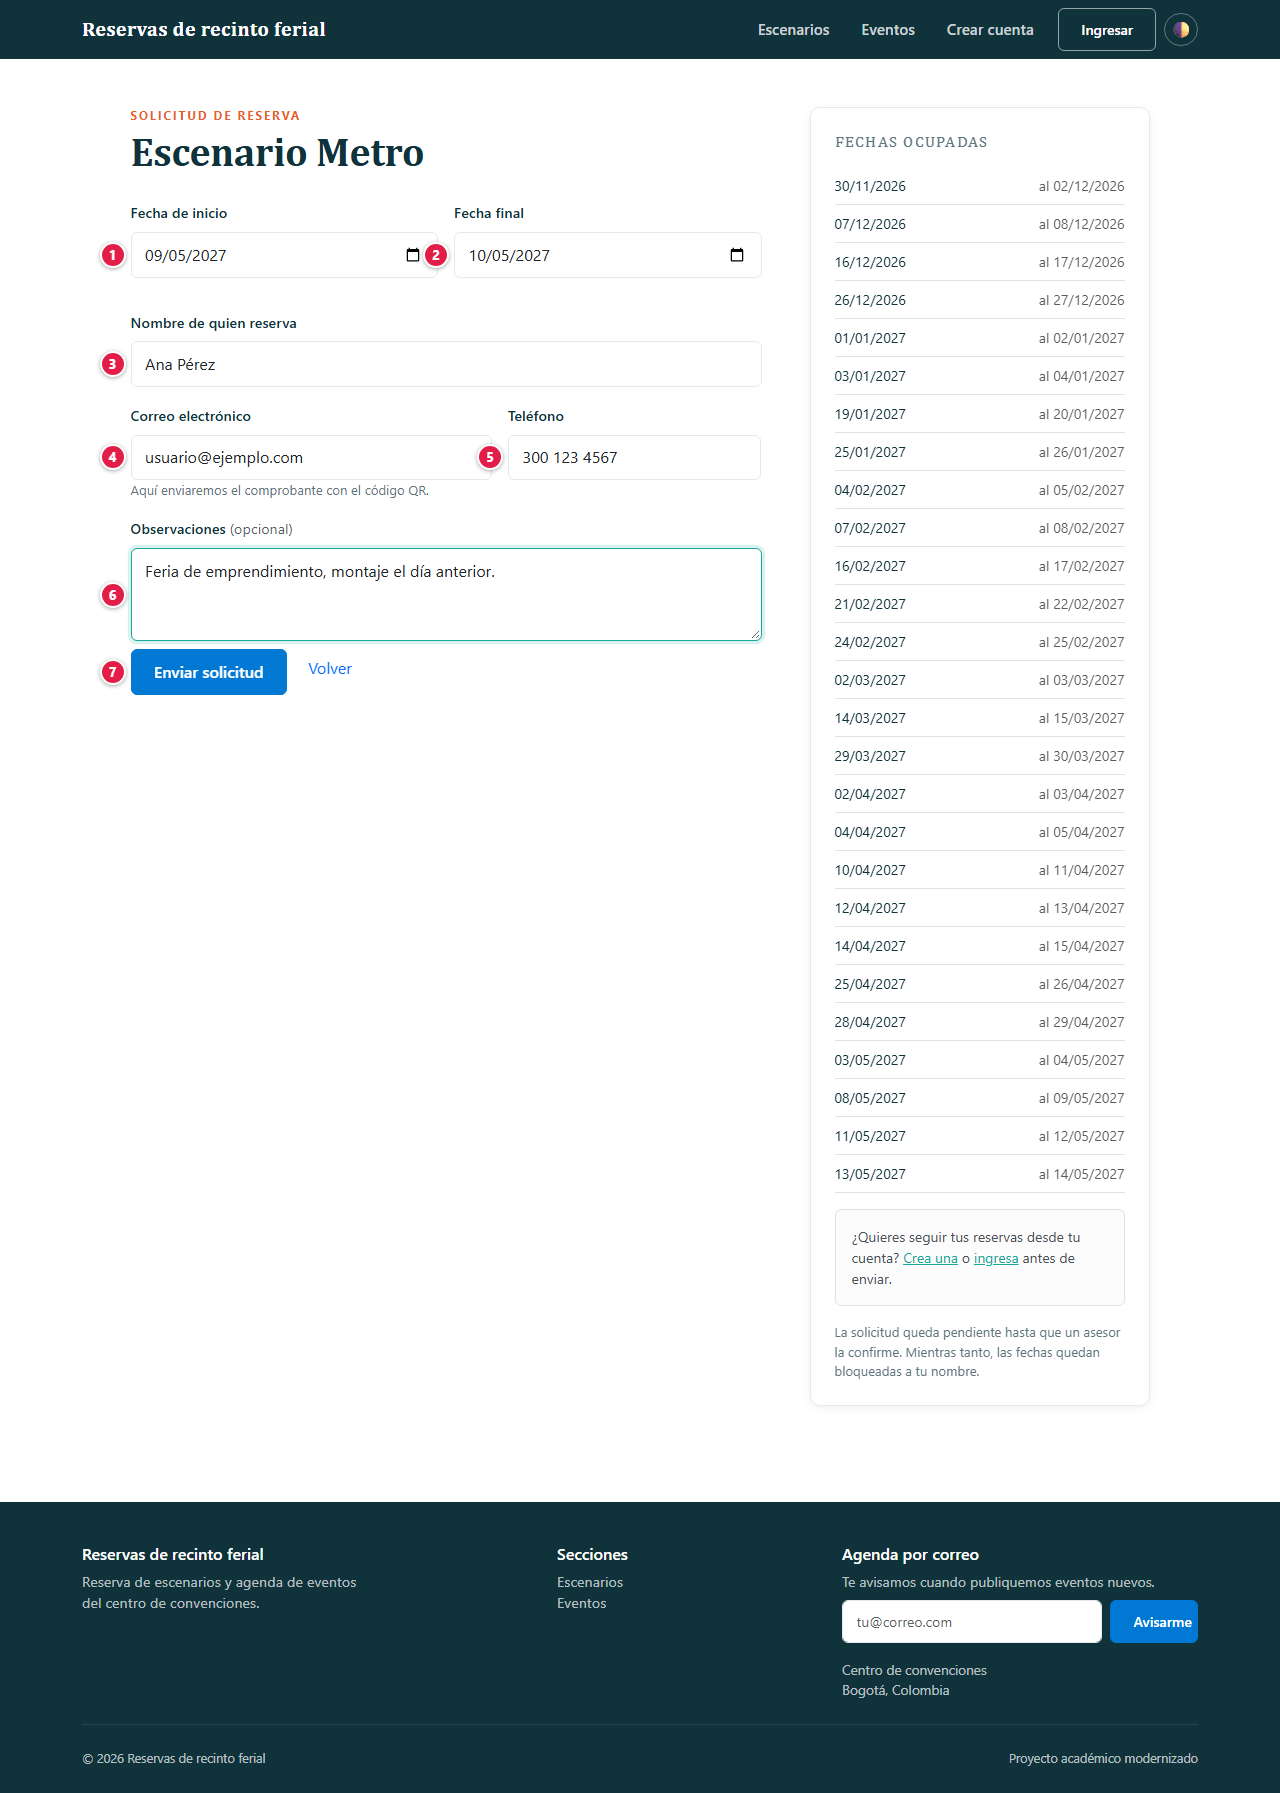 Reservas de recinto ferial
Escenarios Eventos Crear cuenta Ingresar
SOLICITUD DE RESERVA
Escenario Metro
Fecha de inicio Fecha final
1 09/05/2027 2 10/05/2027
Nombre de quien reserva
3 Ana Pérez
Correo electrónico Teléfono
4 usuario@ejemplo.com 5 300 123 4567
Aquí enviaremos el comprobante con el código QR.
Observaciones (opcional)
6 Feria de emprendimiento, montaje el día anterior.
7 Enviar solicitud Volver
FECHAS OCUPADAS
30/11/2026 al 02/12/2026
07/12/2026 al 08/12/2026
16/12/2026 al 17/12/2026
26/12/2026 al 27/12/2026
01/01/2027 al 02/01/2027
03/01/2027 al 04/01/2027
19/01/2027 al 20/01/2027
25/01/2027 al 26/01/2027
04/02/2027 al 05/02/2027
07/02/2027 al 08/02/2027
16/02/2027 al 17/02/2027
21/02/2027 al 22/02/2027
24/02/2027 al 25/02/2027
02/03/2027 al 03/03/2027
14/03/2027 al 15/03/2027
29/03/2027 al 30/03/2027
02/04/2027 al 03/04/2027
04/04/2027 al 05/04/2027
10/04/2027 al 11/04/2027
12/04/2027 al 13/04/2027
14/04/2027 al 15/04/2027
25/04/2027 al 26/04/2027
28/04/2027 al 29/04/2027
03/05/2027 al 04/05/2027
08/05/2027 al 09/05/2027
11/05/2027 al 12/05/2027
13/05/2027 al 14/05/2027
¿Quieres seguir tus reservas desde tu
cuenta? Crea una o ingresa antes de
enviar.
La solicitud queda pendiente hasta que un asesor
la confirme. Mientras tanto, las fechas quedan
bloqueadas a tu nombre.
Reservas de recinto ferial
Reserva de escenarios y agenda de eventos
del centro de convenciones.
Secciones
Escenarios
Eventos
Agenda por correo
Te avisamos cuando publiquemos eventos nuevos.
tu@correo.com Avisarme
Centro de convenciones
Bogotá, Colombia
© 2026 Reservas de recinto ferial
Proyecto académico modernizado